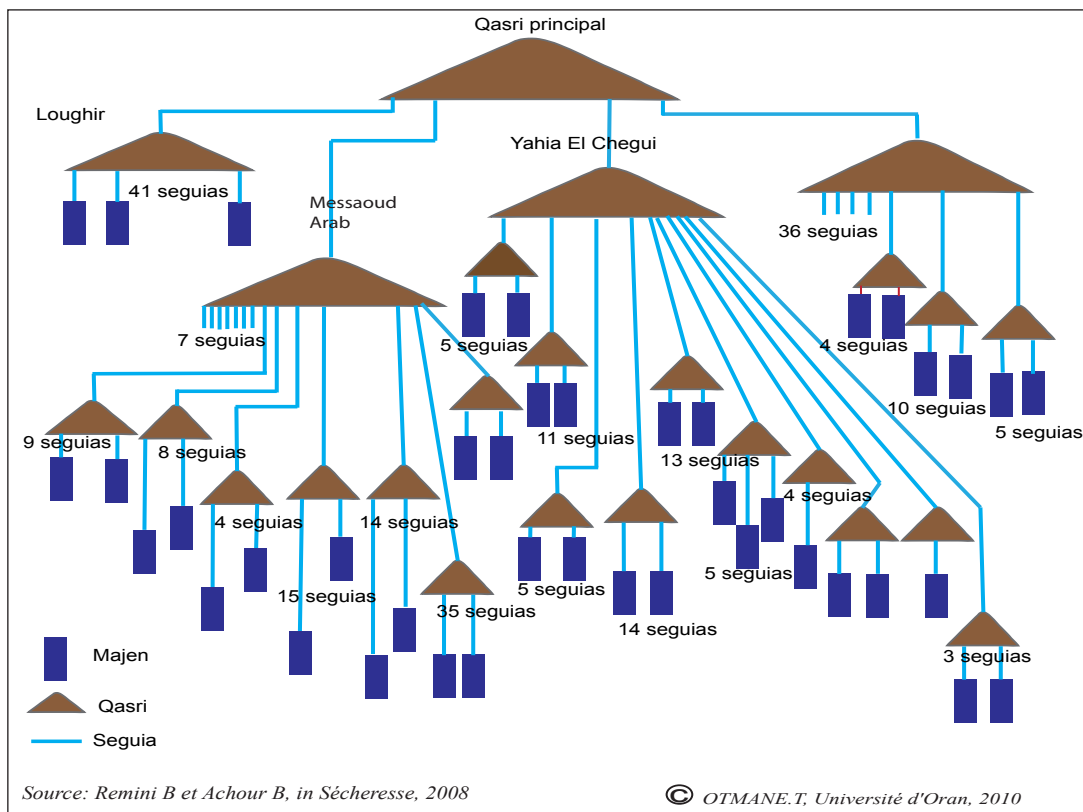 Qasri principal
Loughir
Yahia El Chegui
41 seguias
Messaoud
Arab
36 seguias
7 seguias
5 seguias
4 seguias
10 seguias
5 seguias
9 seguias
8 seguias
11 seguias
13 seguias
4 seguias
14 seguias
4 seguias
15 seguias
35 seguias
5 seguias
14 seguias
5 seguias
3 seguias
Majen
Qasri
Seguia
Source: Remini B et Achour B, in Sécheresse, 2008
© OTMANE.T, Université d'Oran, 2010